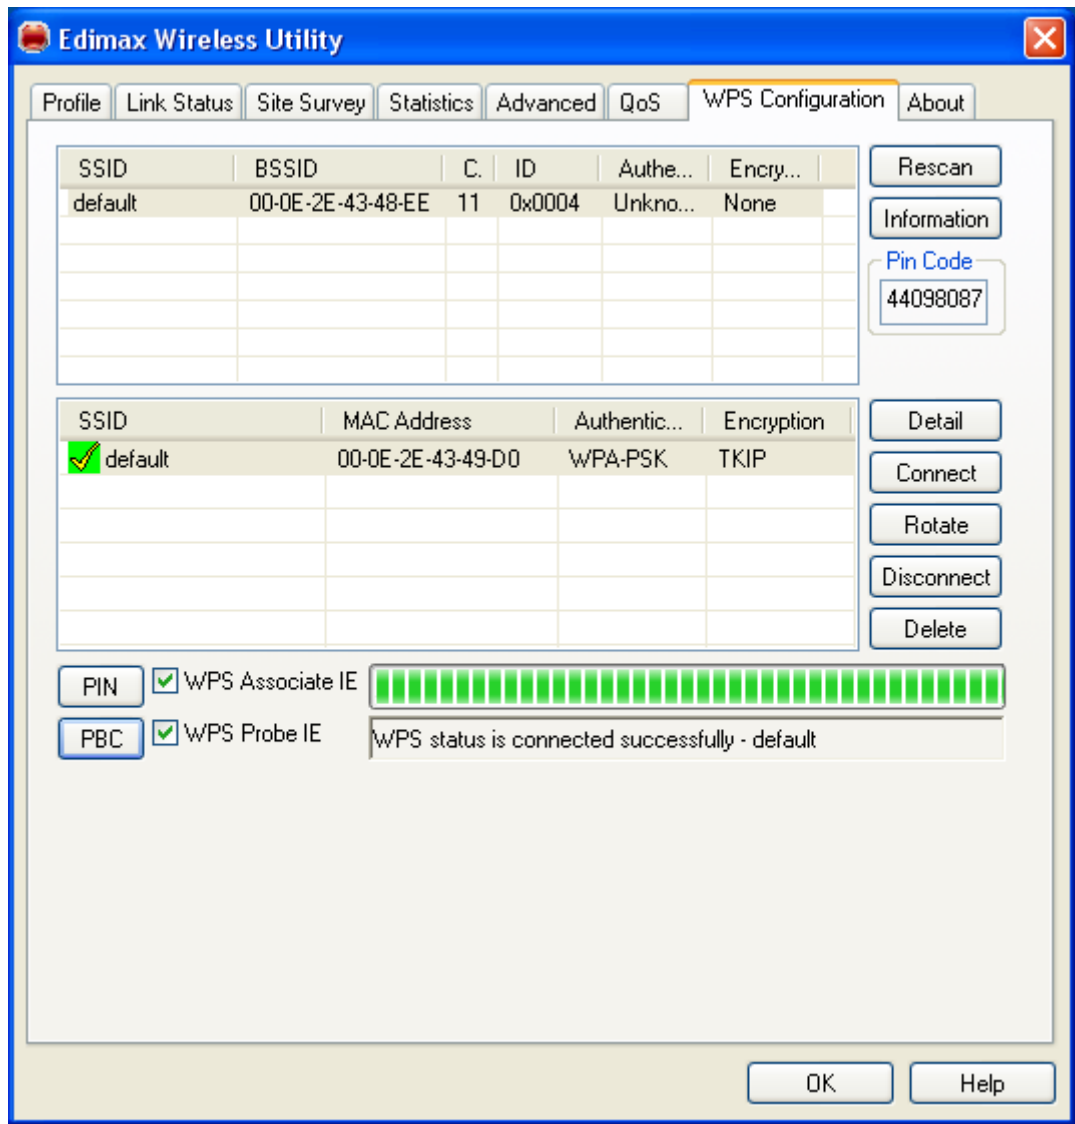 Edimax Wireless Utility
Profile Link Status Site Survey Statistics Advanced QoS WPS Configuration About
SSID BSSID C. ID Authe... Encry...
default 00-0E-2E-43-48-EE 11 0x0004 Unkno... None
Rescan
Information
Pin Code
44098087
SSID MAC Address Authentic... Encryption
default 00-0E-2E-43-49-D0 WPA-PSK TKIP
Detail
Connect
Rotate
Disconnect
Delete
PIN WPS Associate IE
PBC WPS Probe IE WPS status is connected successfully - default
OK Help